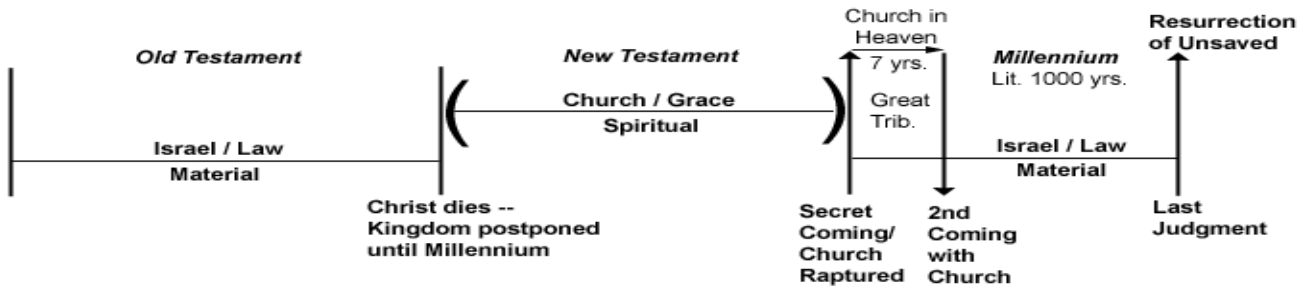 Old Testament
Israel / Law
Material
Christ dies --
Kingdom postponed
until Millennium
New Testament
Church / Grace
Spiritual
Church in
Heaven
7 yrs.
Great
Trib.
Secret
Coming/
Church
Raptured
2nd
Coming
with
Church
Millennium
Lit. 1000 yrs.
Israel / Law
Material
Resurrection
of Unsaved
Last
Judgment